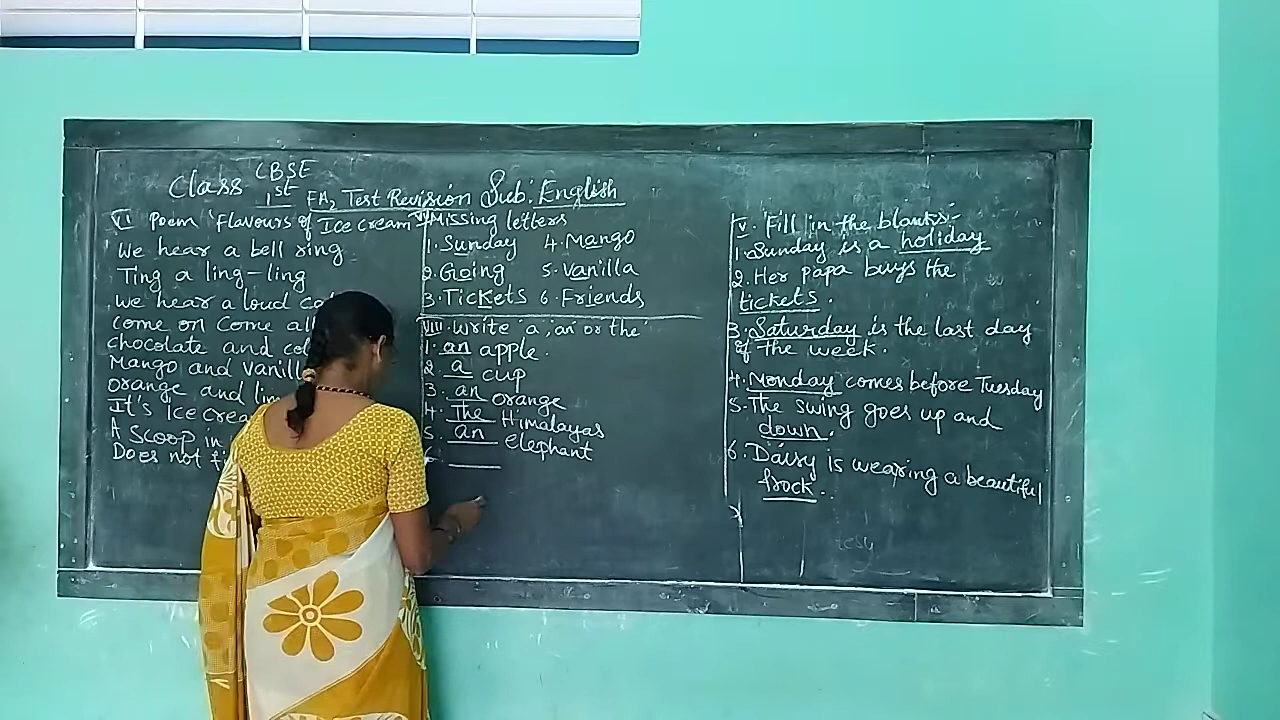 CBSE
Class 1st FA2 Test Revision Sub: English
VI Poem 'Flavours of Ice Cream'
We hear a bell ring
Ting a ling-ling
We hear a loud
come on Come all
chocolate and
Mango and vanilla
orange and
It's Ice cream
A scoop in
Does not
VII Missing letters
1. Sunday 4. Mango
2. Going 5. Vanilla
3. Tickets 6. Friends
VIII. Write 'a', 'an' or 'the'
1. an apple.
2. a cup
3. an orange
4. The Himalayas
5. an elephant
V. Fill in the blanks-
1. Sunday is a holiday
2. Her papa buys the
tickets.
3. Saturday is the last day
of the week.
4. Monday comes before Tuesday
5. The swing goes up and
down.
6. Daisy is wearing a beautiful
frock..